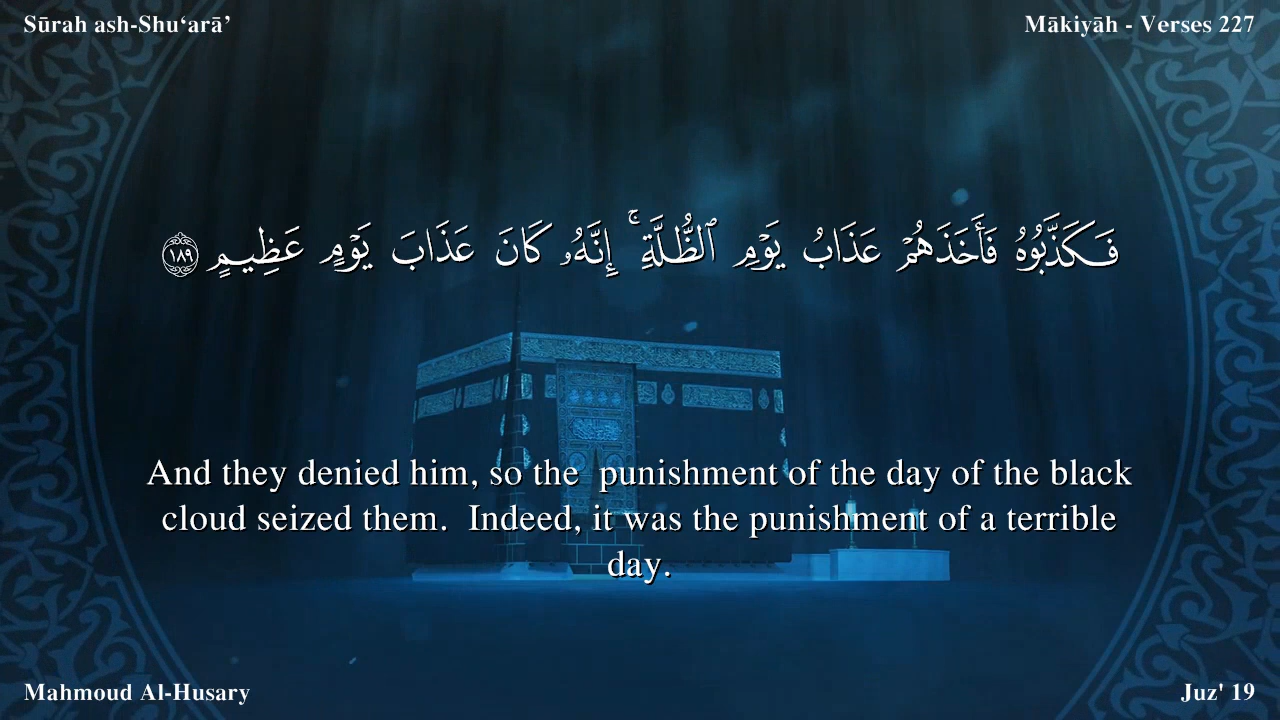 Sūrah ash-Shu‘arā’
Mākiyāh - Verses 227
فَكَذَّبُوهُ فَأَخَذَهُمْ عَذَابُ يَوْمِ ٱلظُّلَّةِ ۚ إِنَّهُۥ كَانَ عَذَابَ يَوْمٍ عَظِيمٍ ١٨٩
And they denied him, so the  punishment of the day of the black
cloud seized them.  Indeed, it was the punishment of a terrible
day.
Mahmoud Al-Husary
Juz' 19